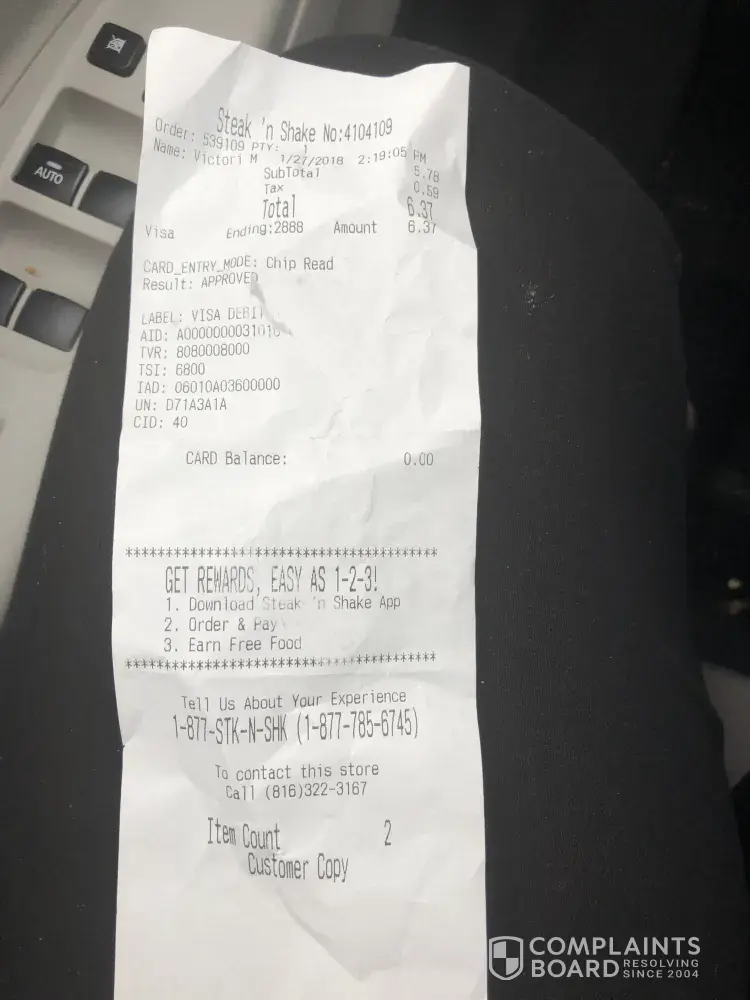 AUTO
Steak 'n Shake No:4104109
Order: 539109 PTY: 1
Name: Victori M 1/27/2018 2:19:05 PM
SubTotal 5.78
Tax 0.59
Total 6.37
Visa Ending:2888 Amount 6.37
CARD_ENTRY_MODE: Chip Read
Result: APPROVED
LABEL: VISA DEBIT
AID: A0000000031010
TVR: 8080008000
TSI: 6800
IAD: 06010A03600000
UN: D71A3A1A
CID: 40
CARD Balance: 0.00
******************************************
GET REWARDS, EASY AS 1-2-3!
1. Download Steak 'n Shake App
2. Order & Pay
3. Earn Free Food
******************************************
Tell Us About Your Experience
1-877-STK-N-SHK (1-877-785-6745)
To contact this store
Call (816)322-3167
Item Count 2
Customer Copy
COMPLAINTS
BOARD RESOLVING SINCE 2004